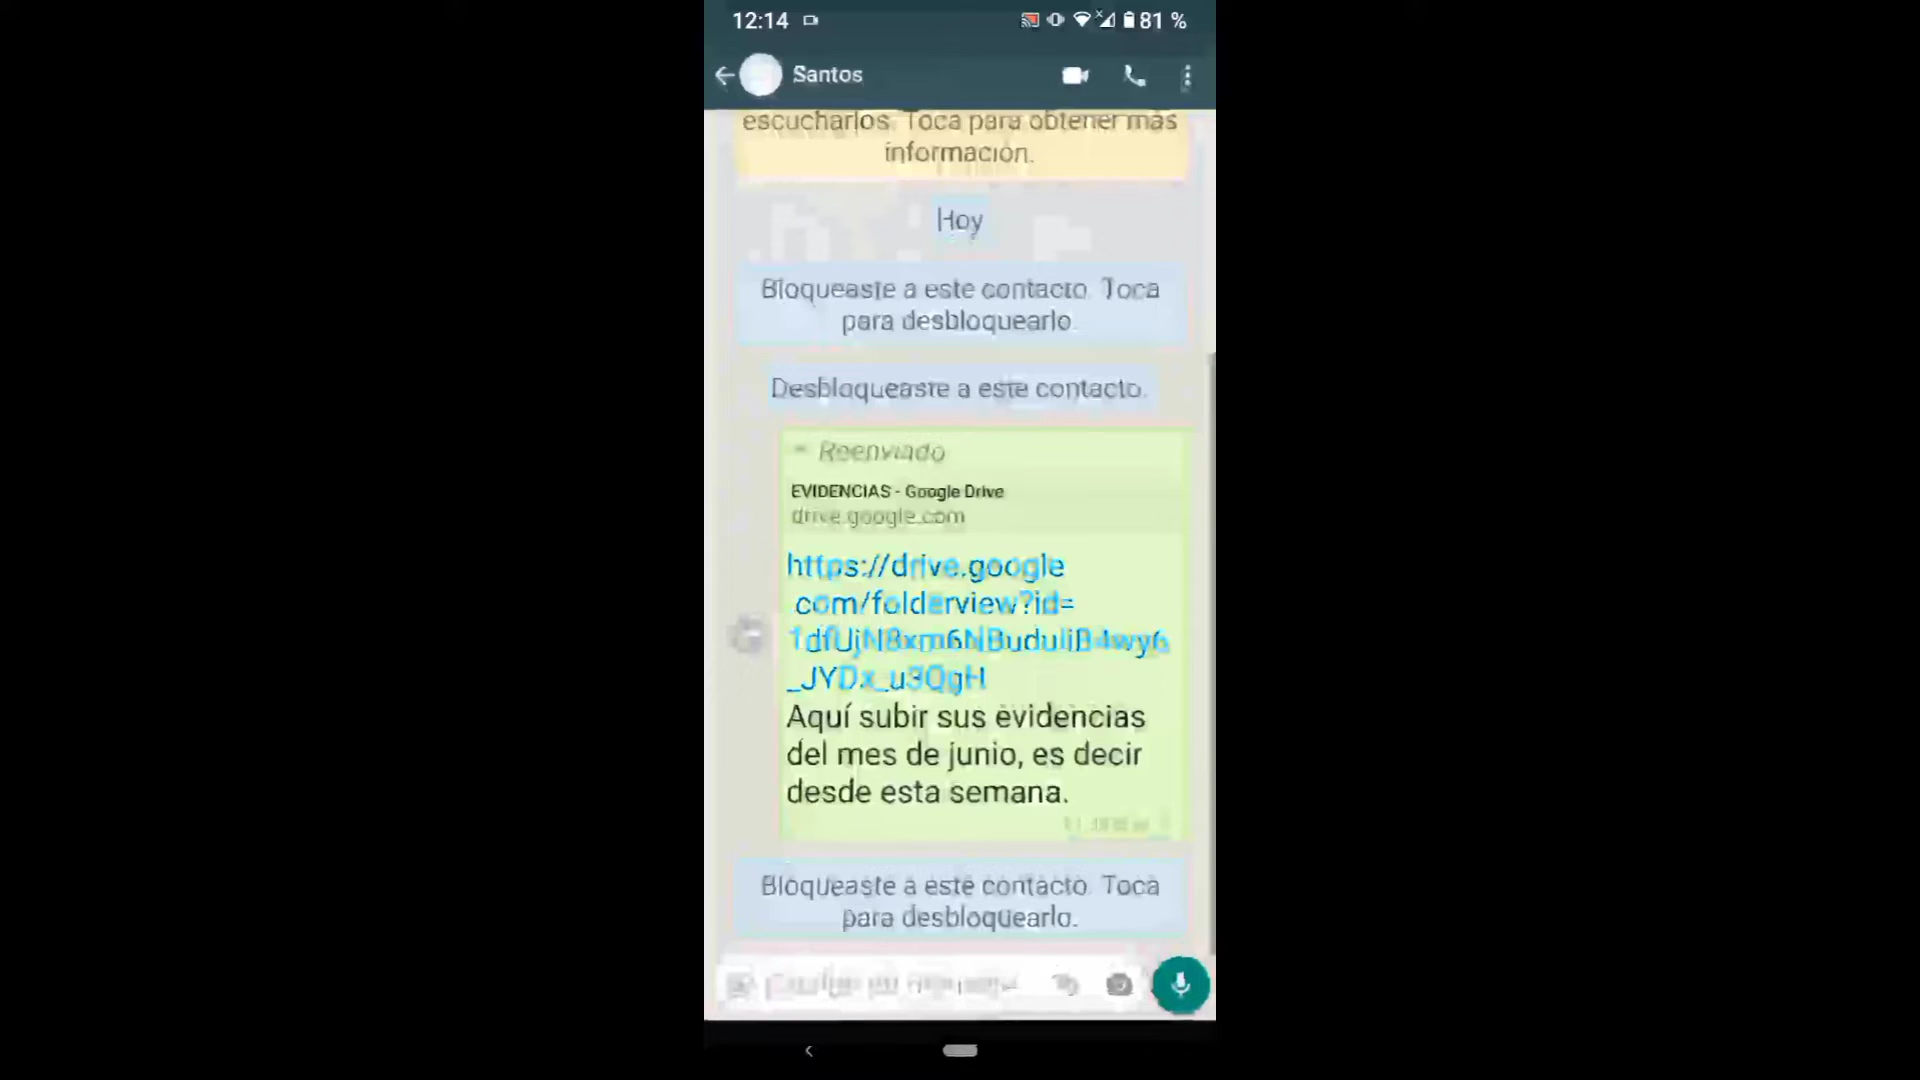 12:14
81 %
Santos
escucharlos. Toca para obtener más
información.
Hoy
Bloqueaste a este contacto. Toca
para desbloquearlo.
Desbloqueaste a este contacto.
Reenviado
EVIDENCIAS - Google Drive
drive.google.com
https://drive.google
.com/folderview?id=
_JYDx_u3QgH
Aquí subir sus evidencias
del mes de junio, es decir
desde esta semana.
Bloqueaste a este contacto. Toca
para desbloquearlo.